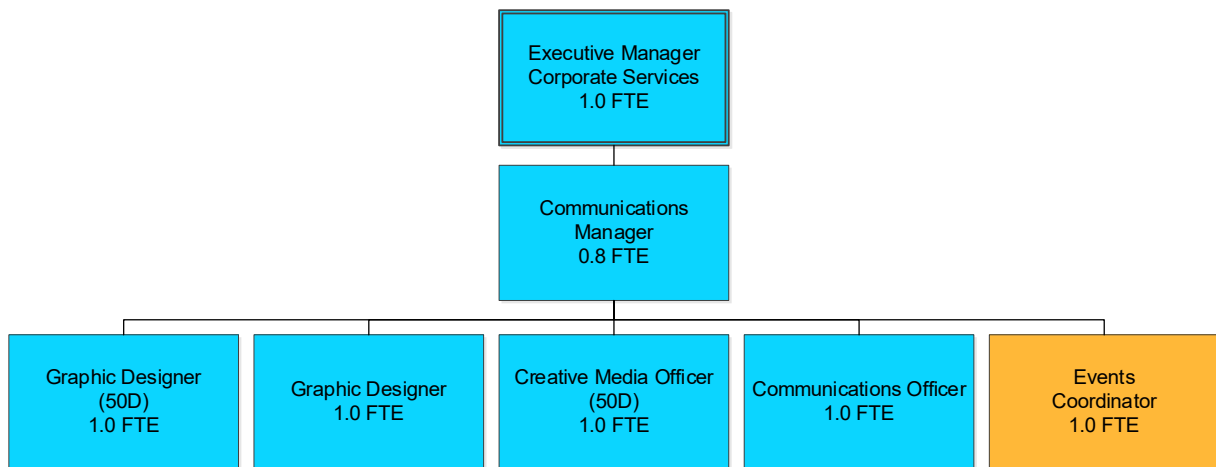 Executive Manager
Corporate Services
1.0 FTE
Communications
Manager
0.8 FTE
Graphic Designer
(50D)
1.0 FTE
Graphic Designer
1.0 FTE
Creative Media Officer
(50D)
1.0 FTE
Communications Officer
1.0 FTE
Events
Coordinator
1.0 FTE